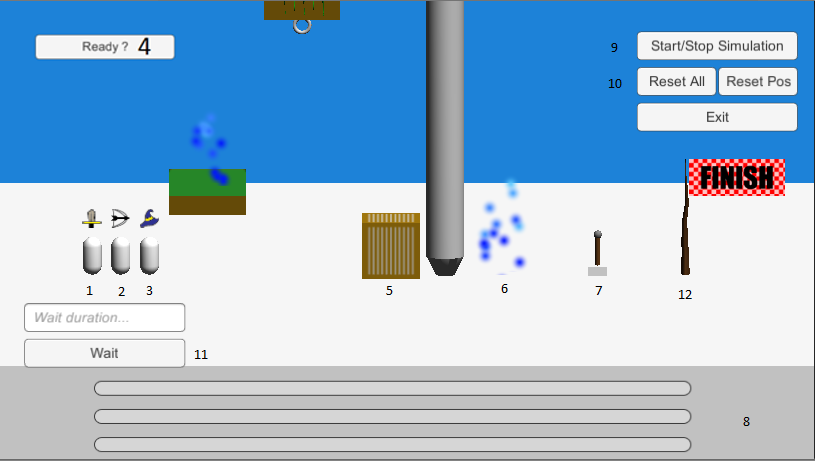 Ready ? 4
9 Start/Stop Simulation
10 Reset All Reset Pos
Exit
FINISH
1 2 3 5 6 7 12
Wait duration...
Wait 11
8